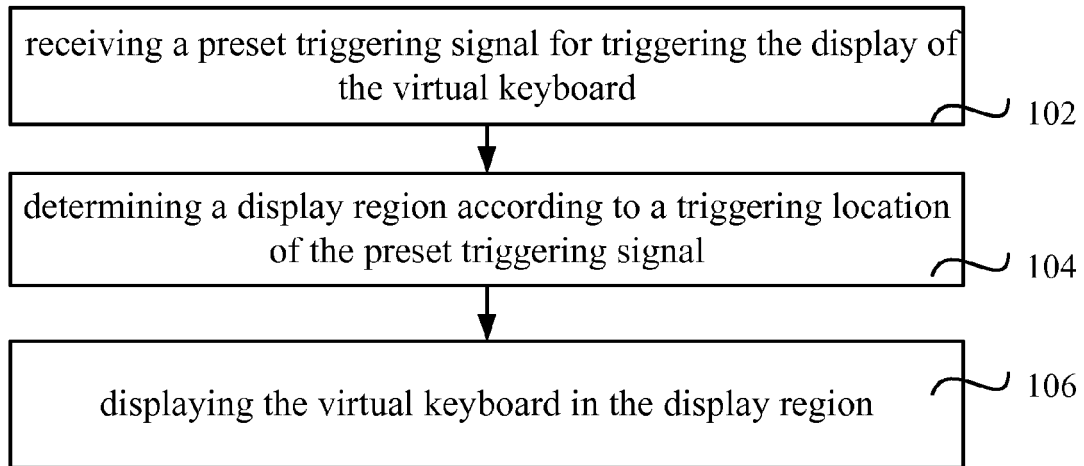 receiving a preset triggering signal for triggering the display of
the virtual keyboard
102
determining a display region according to a triggering location
of the preset triggering signal
104
displaying the virtual keyboard in the display region
106